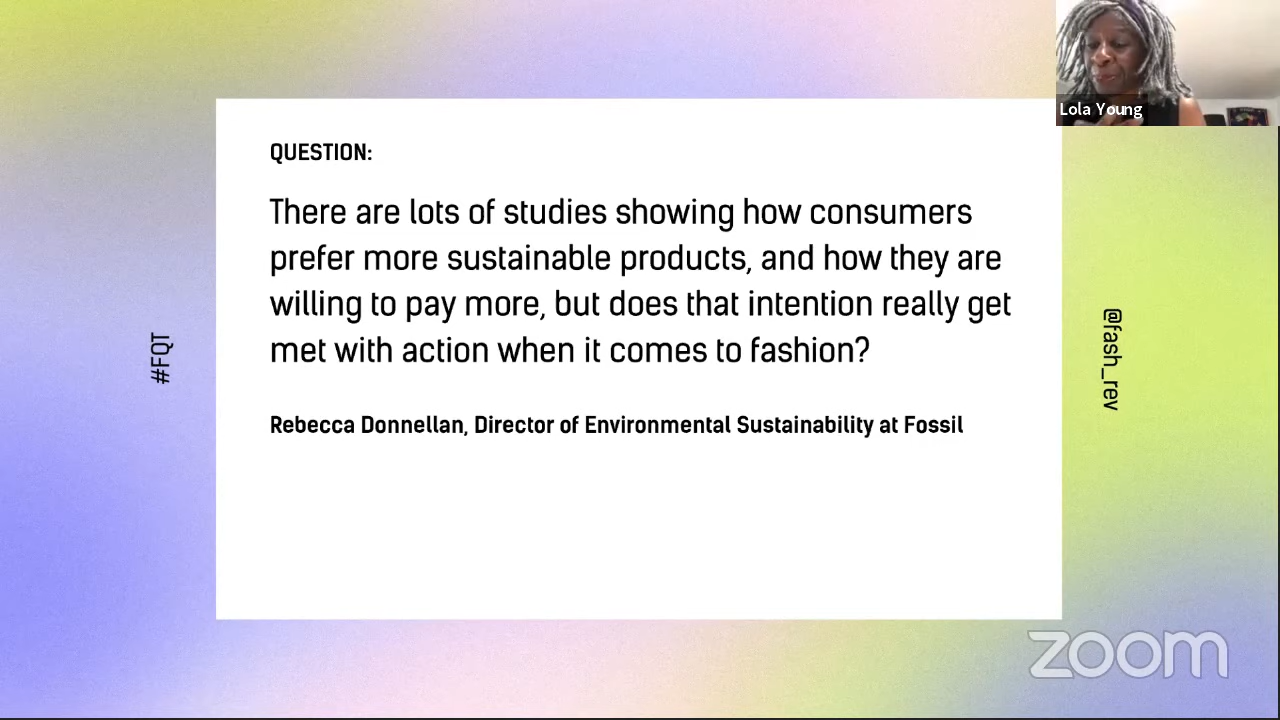 Lola Young
QUESTION:
There are lots of studies showing how consumers
prefer more sustainable products, and how they are
willing to pay more, but does that intention really get
met with action when it comes to fashion?
Rebecca Donnellan, Director of Environmental Sustainability at Fossil
#FQT
@fash_rev
zoom